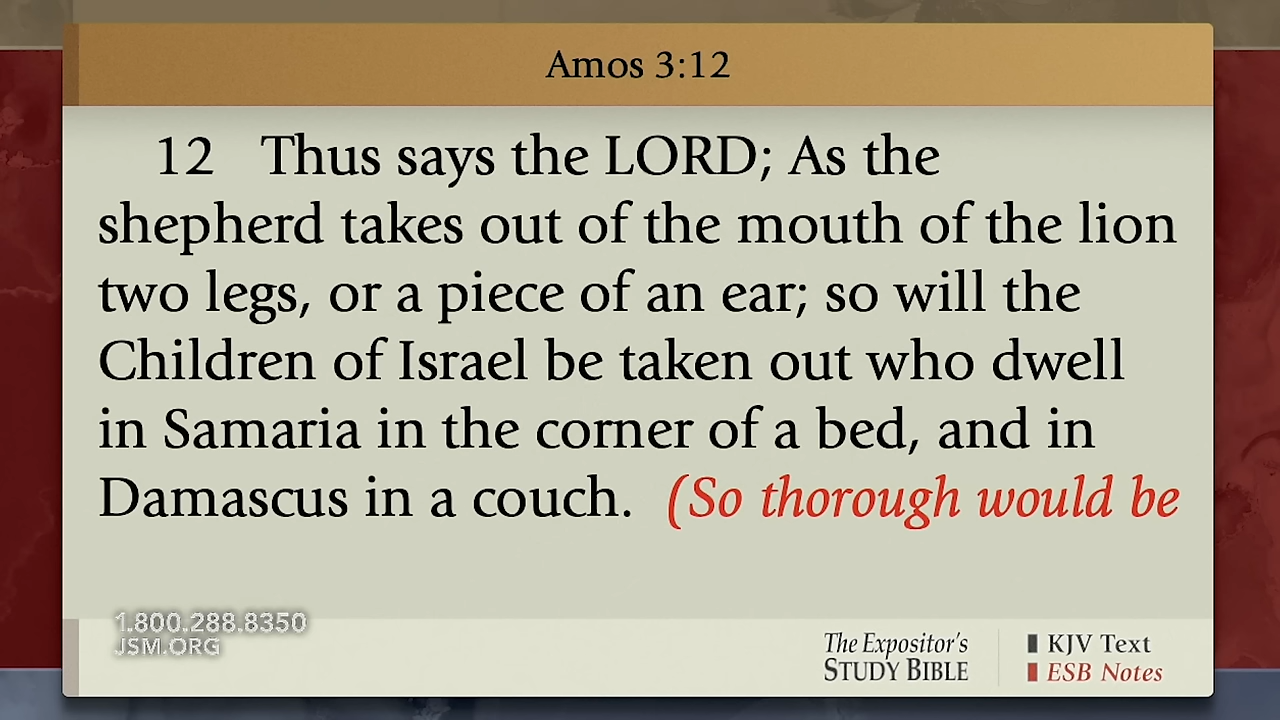 Amos 3:12
12 Thus says the LORD; As the
shepherd takes out of the mouth of the lion
two legs, or a piece of an ear; so will the
Children of Israel be taken out who dwell
in Samaria in the corner of a bed, and in
Damascus in a couch. (So thorough would be
1.800.288.8350
JSM.ORG
The Expositor's
STUDY BIBLE
KJV Text
ESB Notes